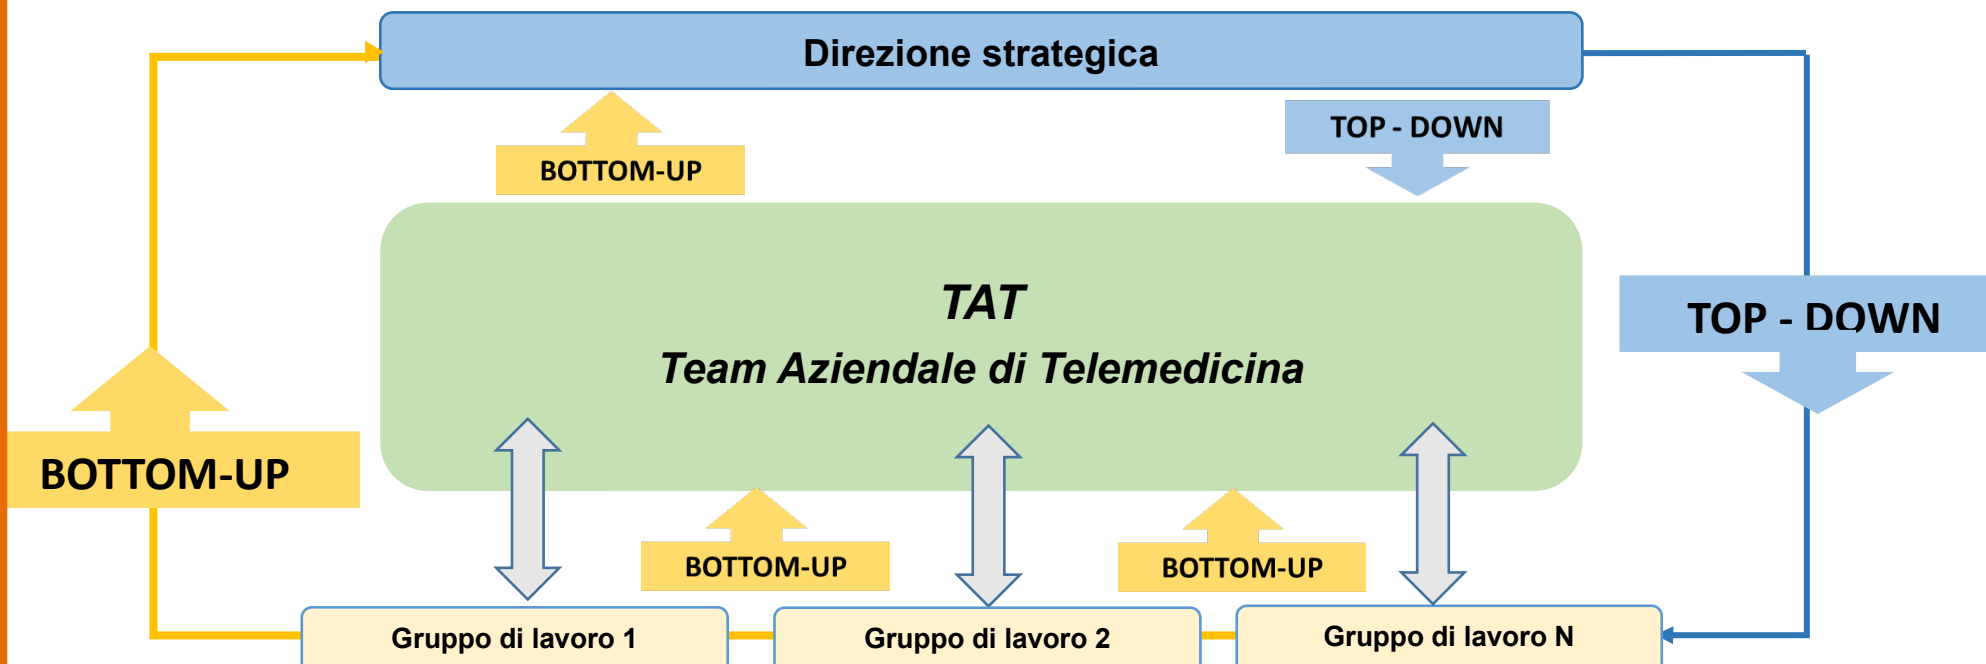 Direzione strategica
BOTTOM-UP
TOP - DOWN
TAT
Team Aziendale di Telemedicina
TOP - DOWN
BOTTOM-UP
BOTTOM-UP
BOTTOM-UP
Gruppo di lavoro 1
Gruppo di lavoro 2
Gruppo di lavoro N